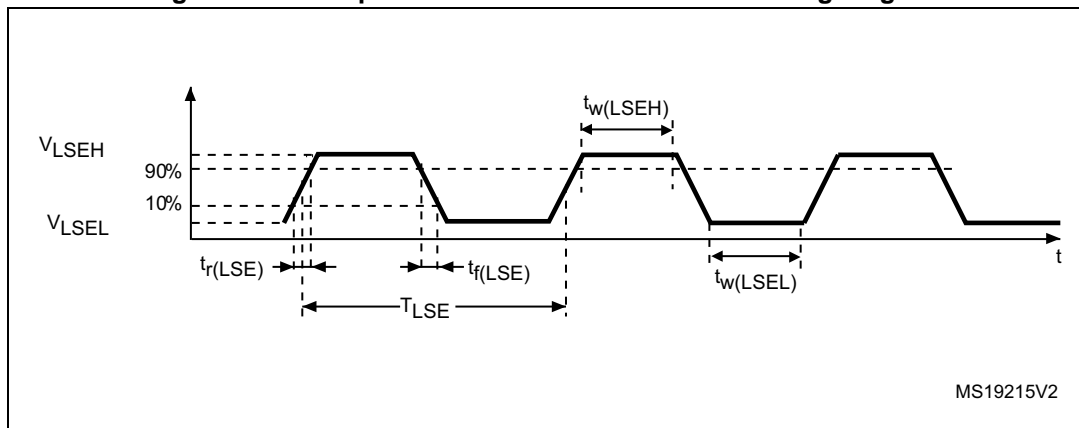 tw(LSEH)
VLSEH
90%
10%
VLSEL
tr(LSE)
tf(LSE)
t
tw(LSEL)
TLSE
MS19215V2